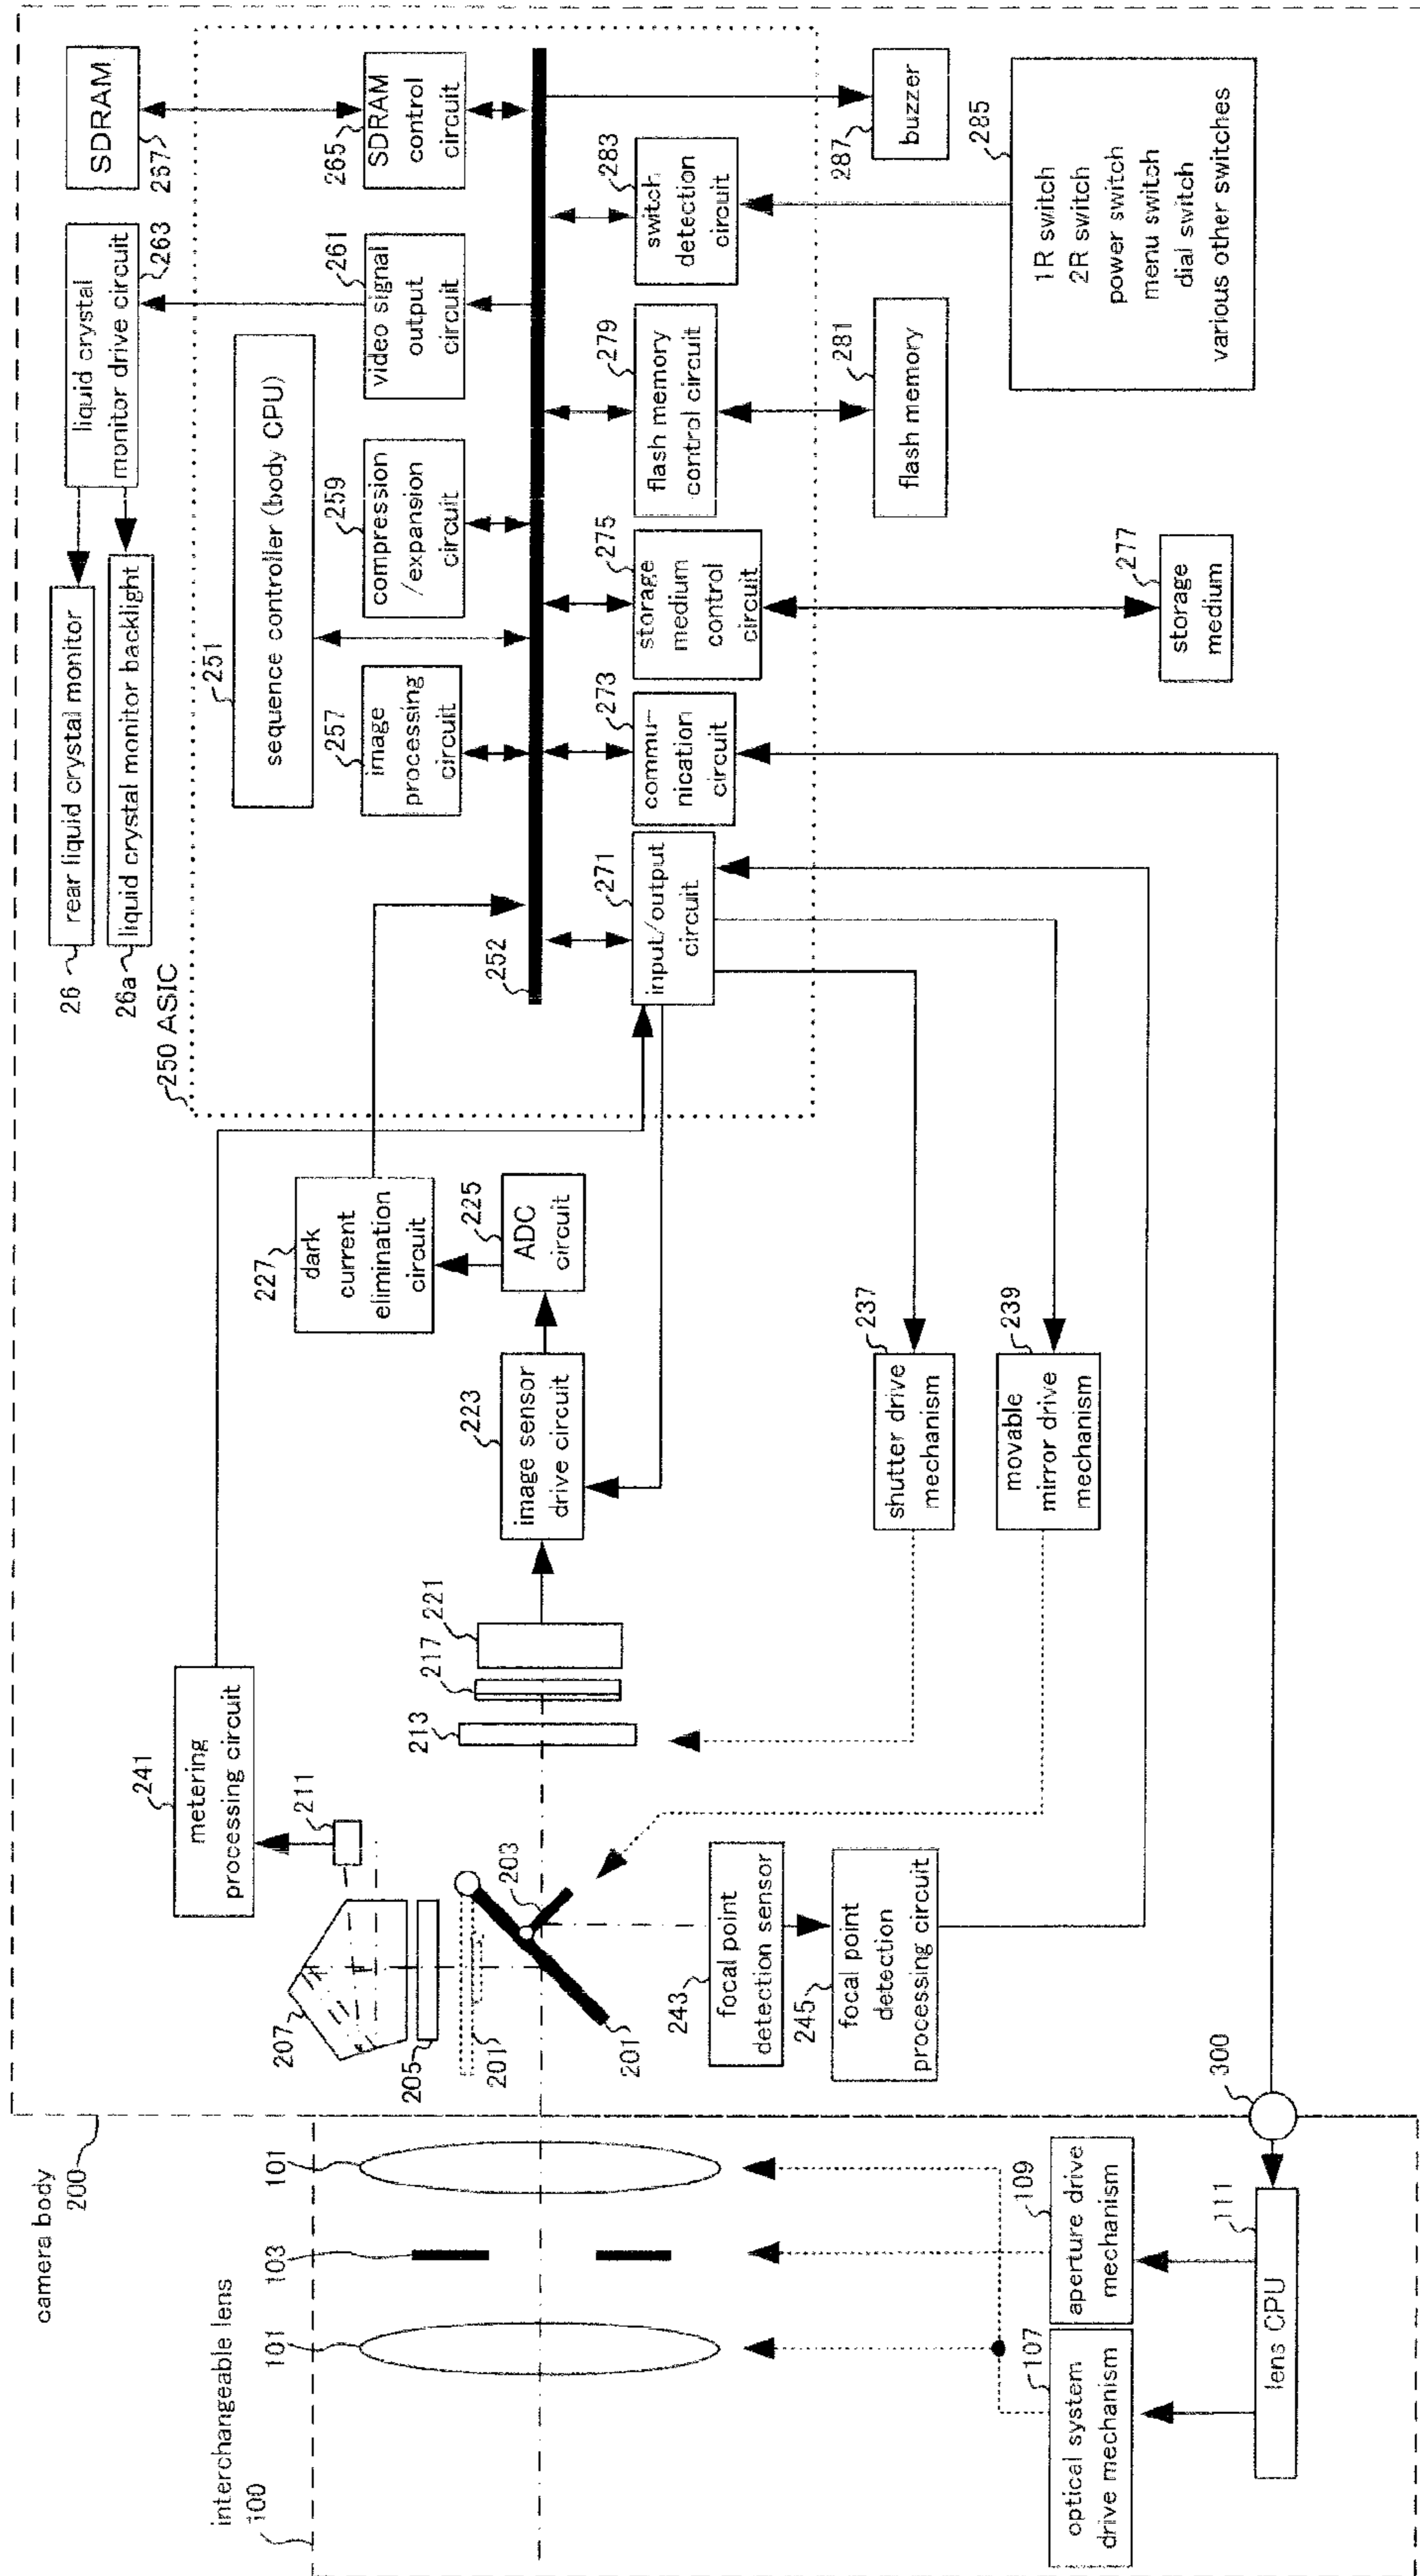 camera body
200
interchangeable lens
100
101
103
101
107
optical system
drive mechanism
109
aperture drive
mechanism
111
lens CPU
300
207
205
201
201
203
211
241
metering
processing circuit
213
217
221
243
focal point
detection sensor
245
focal point
detection
processing circuit
223
image sensor
drive circuit
225
ADC
circuit
227
dark
current
elimination
circuit
237
shutter drive
mechanism
239
movable
mirror drive
mechanism
250 ASIC
26
rear liquid crystal monitor
26a
liquid crystal monitor backlight
liquid crystal
monitor drive circuit
263
SDRAM
267
251
sequence controller (body CPU)
252
257
image
processing
circuit
259
compression
/expansion
circuit
261
video signal
output
circuit
265
SDRAM
control
circuit
271
input/output
circuit
273
commu-
nication
circuit
275
storage
medium
control
circuit
279
flash memory
control circuit
283
switch
detection
circuit
277
storage
medium
281
flash memory
287
buzzer
285
1R switch
2R switch
power switch
menu switch
dial switch
various other switches